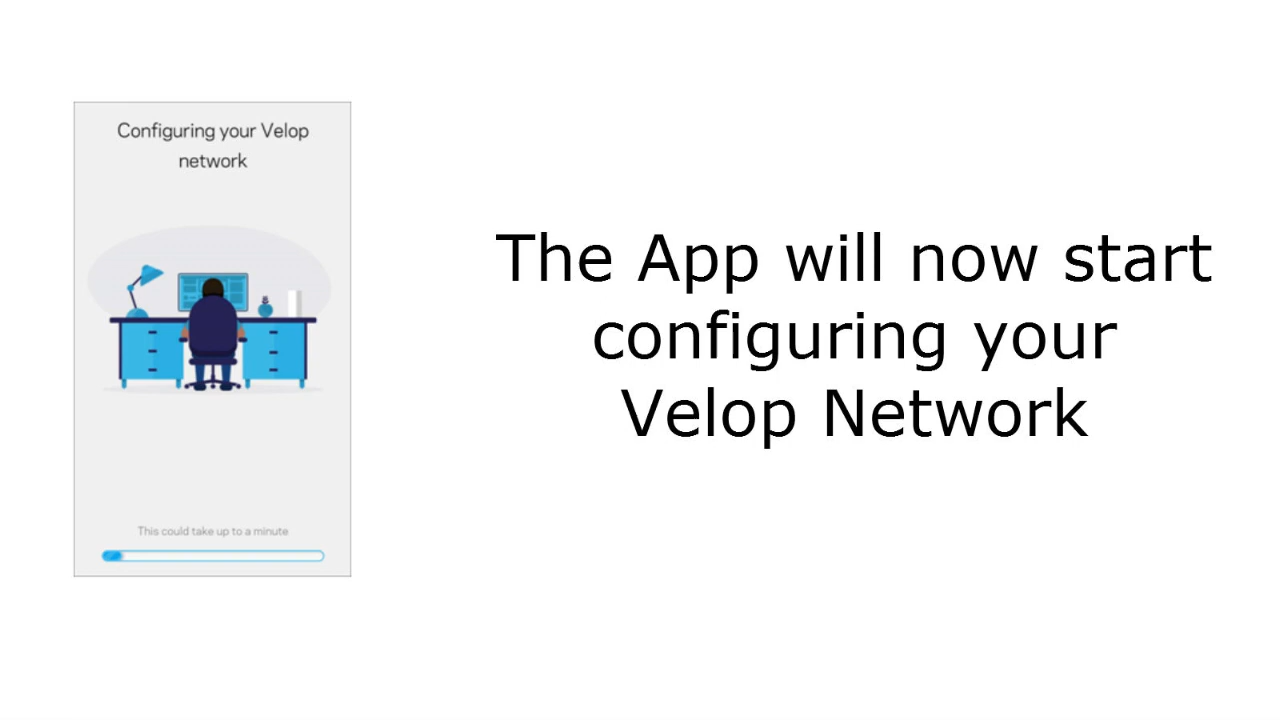 Configuring your Velop
network
This could take up to a minute
The App will now start
configuring your
Velop Network